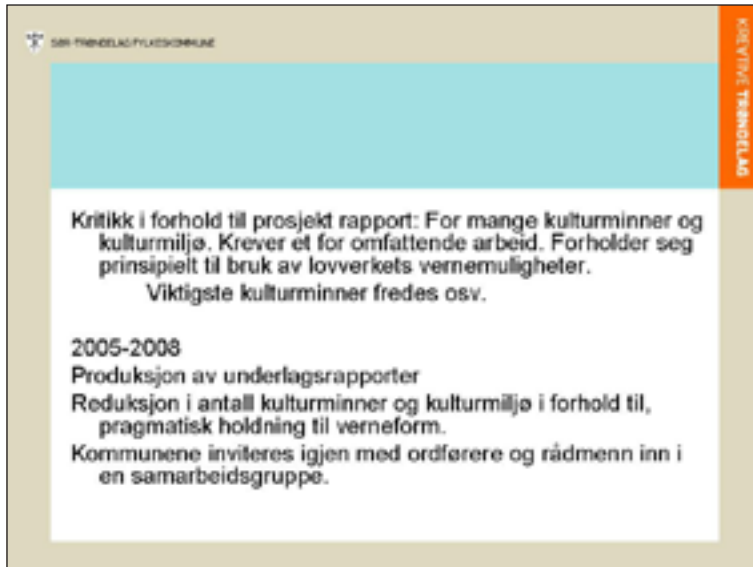 SØR-TRØNDELAG FYLKESKOMMUNE
KREATIVE TRØNDELAG
Kritikk i forhold til prosjekt rapport: For mange kulturminner og
kulturmiljø. Krever et for omfattende arbeid. Forholder seg
prinsipielt til bruk av lovverkets vernemuligheter.
Viktigste kulturminner fredes osv.
2005-2008
Produksjon av underlagsrapporter
Reduksjon i antall kulturminner og kulturmiljø i forhold til,
pragmatisk holdning til verneform.
Kommunene inviteres igjen med ordførere og rådmenn inn i
en samarbeidsgruppe.